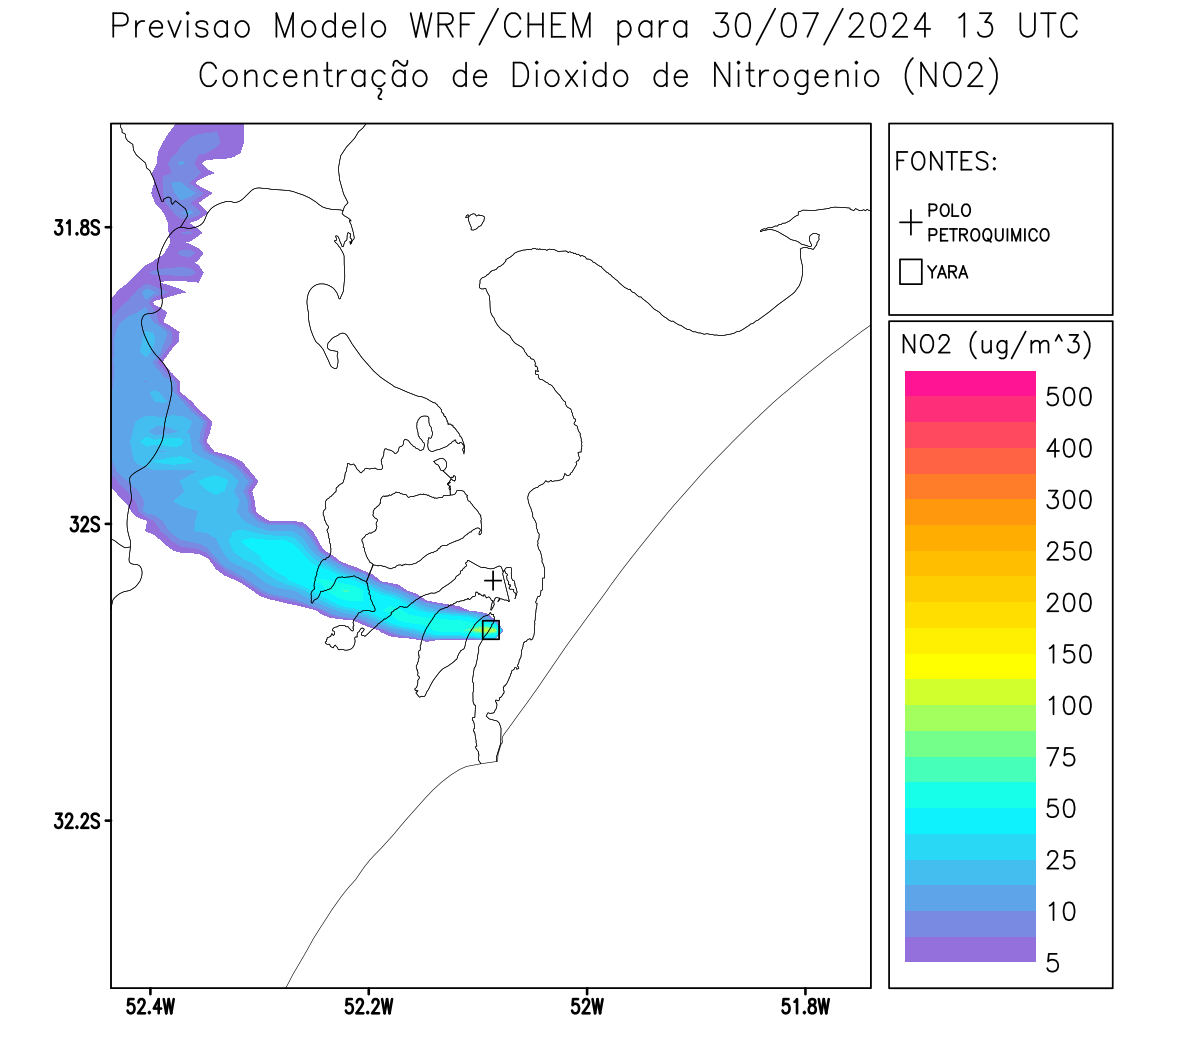 Previsao Modelo WRF/CHEM para 30/07/2024 13 UTC
Concentração de Dioxido de Nitrogenio (NO2)
FONTES:
POLO
PETROQUIMICO
YARA
NO2 (ug/m^3)
500
400
300
250
200
150
100
75
50
25
10
5
31.8S
32S
32.2S
52.4W
52.2W
52W
51.8W